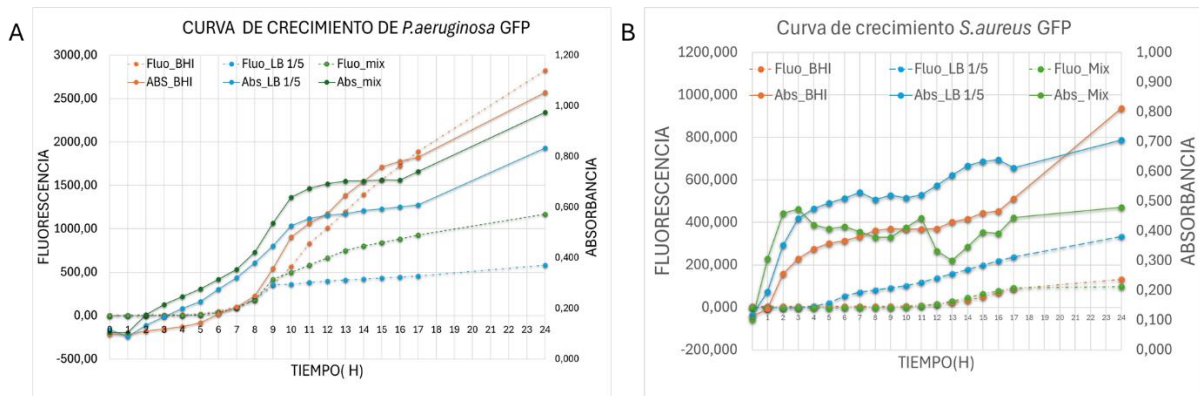 A
CURVA DE CRECIMIENTO DE P.aeruginosa GFP
3000,00
2500,00
2000,00
1500,00
1000,00
500,00
0,00
-500,00
FLUORESCENCIA
Fluo_BHI Fluo_LB 1/5 Fluo_mix
ABS_BHI Abs_LB 1/5 Abs_mix
1,200
1,000
0,800
0,600
0,400
0,200
0,000
ABSORBANCIA
0 1 2 3 4 5 6 7 8 9 10 11 12 13 14 15 16 17 24
TIEMPO( H)
B
Curva de crecimiento S.aureus GFP
1200,000
1000,000
800,000
600,000
400,000
200,000
0,000
-200,000
FLUORESCENCIA
Fluo_BHI Fluo_LB 1/5 Fluo_Mix
Abs_BHI Abs_LB 1/5 Abs_ Mix
1,000
0,900
0,800
0,700
0,600
0,500
0,400
0,300
0,200
0,100
0,000
ABSORBANCIA
1 2 3 4 5 6 7 8 9 10 11 12 13 14 15 16 17 24
TIEMPO( H)